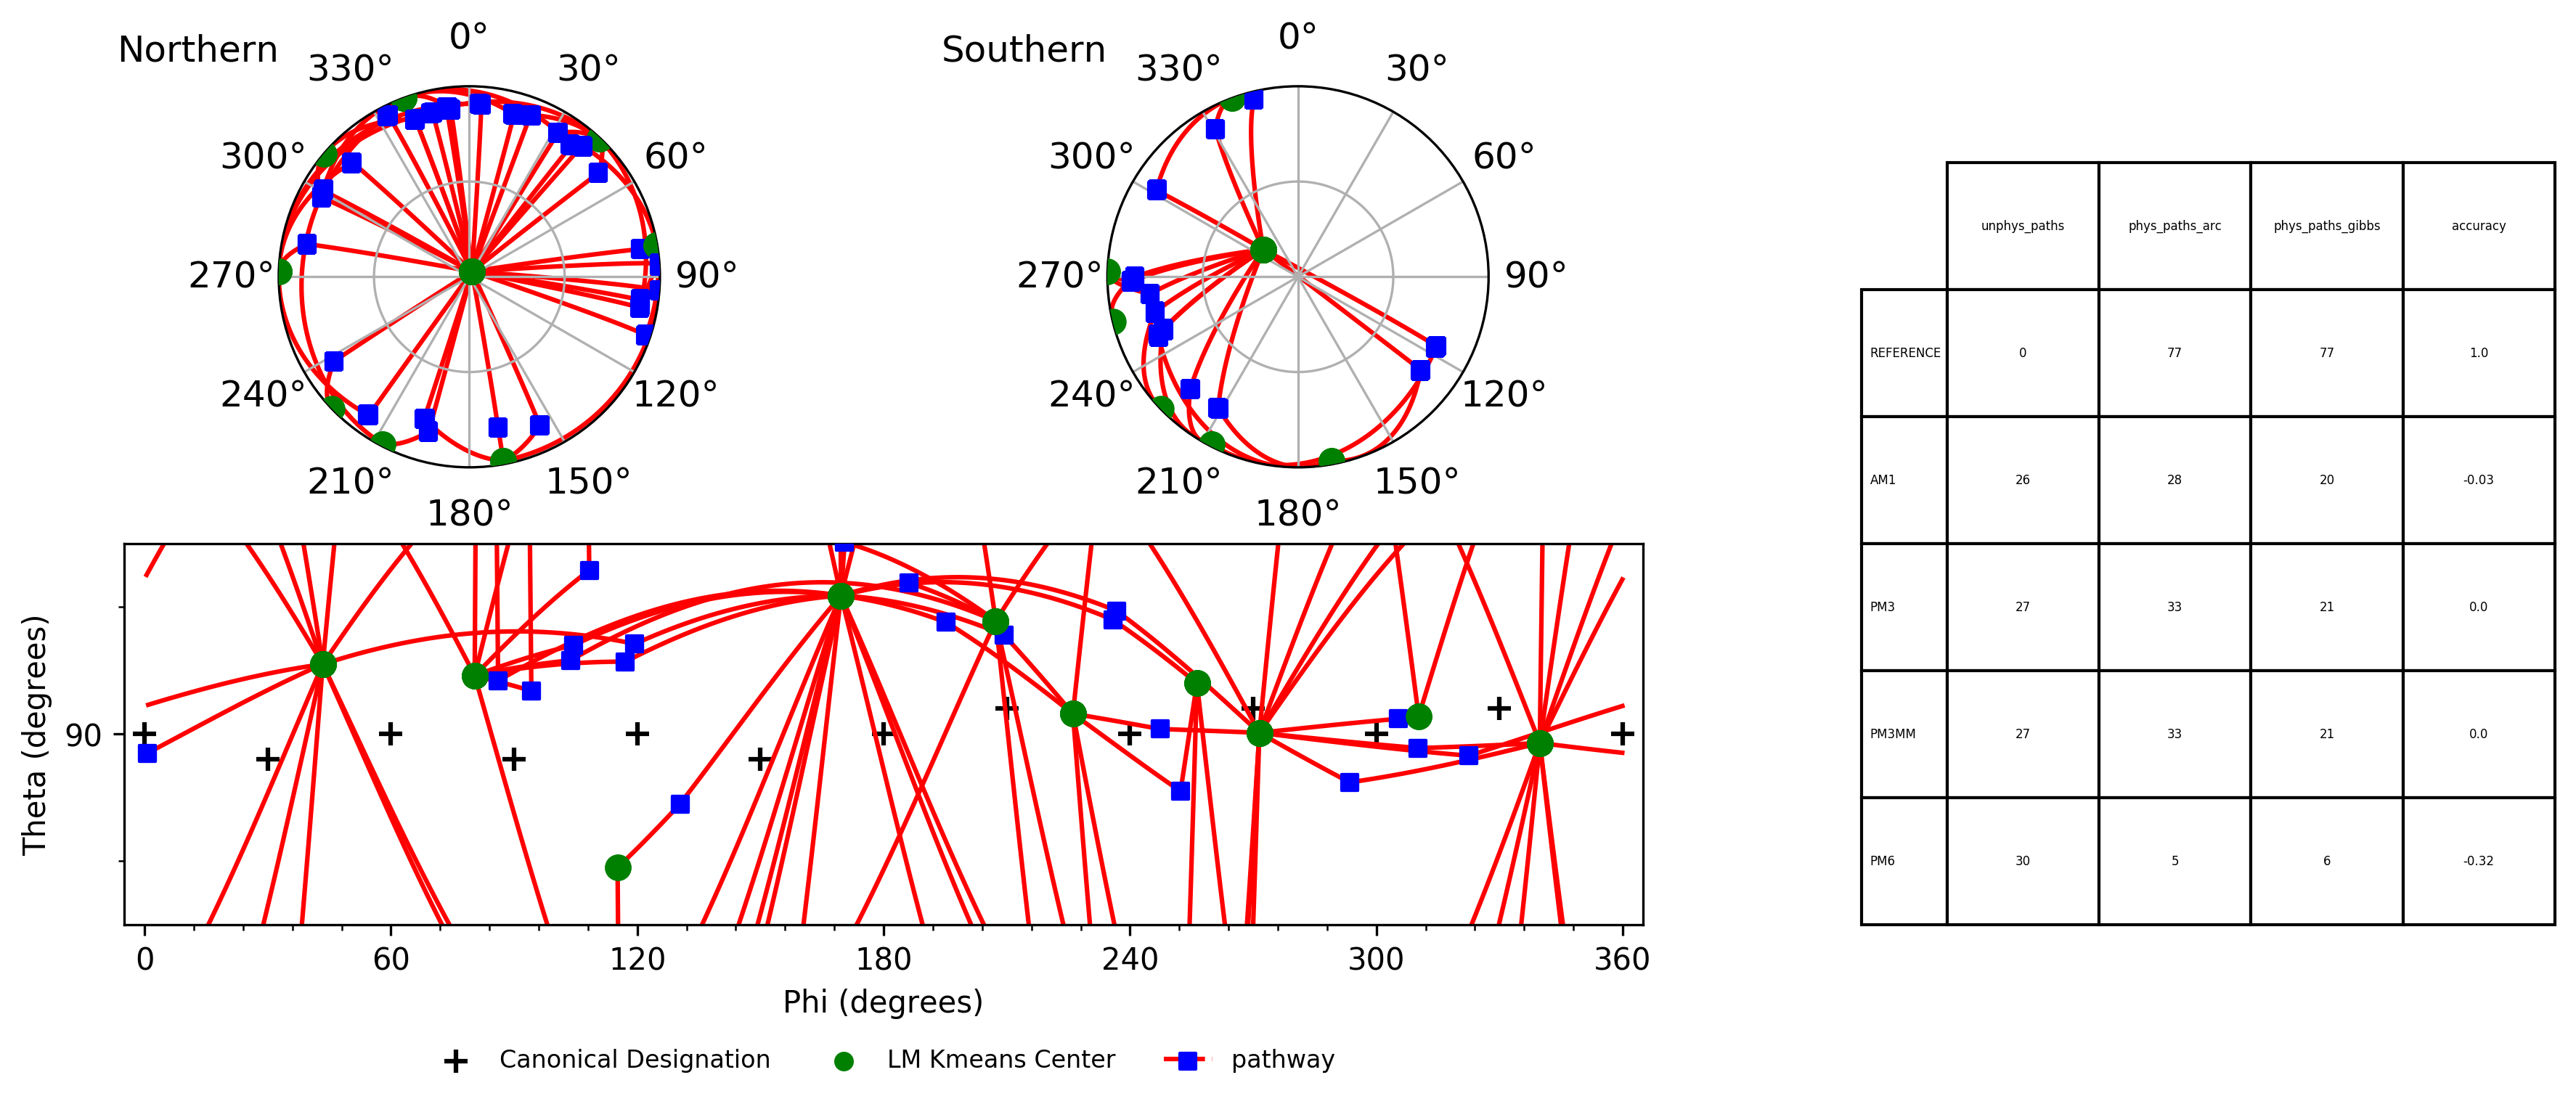 Northern
0°
30°
60°
90°
120°
150°
180°
210°
240°
270°
300°
330°
Southern
0°
30°
60°
90°
120°
150°
180°
210°
240°
270°
300°
330°
Theta (degrees)
90
0 60 120 180 240 300 360
Phi (degrees)
Canonical Designation LM Kmeans Center pathway
unphys_paths phys_paths_arc phys_paths_gibbs accuracy
REFERENCE 0 77 77 1.0
AM1 26 28 20 -0.03
PM3 27 33 21 0.0
PM3MM 27 33 21 0.0
PM6 30 5 6 -0.32